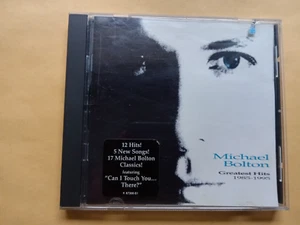 12 Hits!
5 New Songs!
17 Michael Bolton
Classics!
featuring
"Can I Touch You...
There?"
Michael
Bolton
Greatest Hits
1985-1995